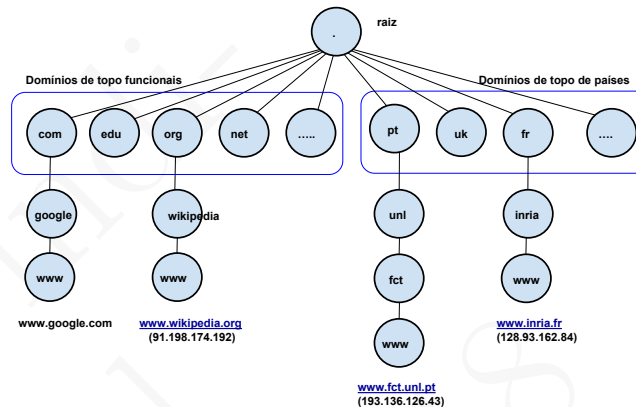 raiz
.
Domínios de topo funcionais
Domínios de topo de países
com edu org net ..... pt uk fr ....
google wikipedia unl inria
www www fct www
www.google.com www.wikipedia.org www www.inria.fr
(91.198.174.192) (128.93.162.84)
www.fct.unl.pt
(193.136.126.43)